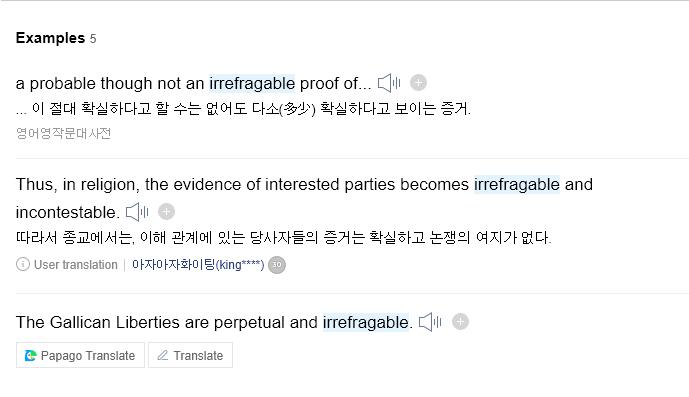 Examples 5
a probable though not an irrefragable proof of...
... 이 절대 확실하다고 할 수는 없어도 다소(多少) 확실하다고 보이는 증거.
영어영작문대사전
Thus, in religion, the evidence of interested parties becomes irrefragable and
incontestable.
따라서 종교에서는, 이해 관계에 있는 당사자들의 증거는 확실하고 논쟁의 여지가 없다.
User translation | 아자아자화이팅(king****) 30
The Gallican Liberties are perpetual and irrefragable.
Papago Translate Translate